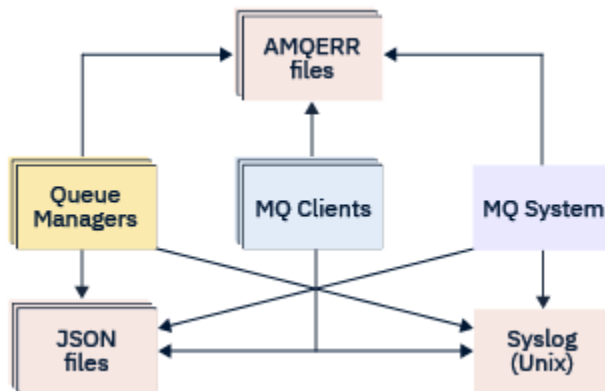 AMQERR
files
Queue
Managers
MQ Clients
MQ System
JSON
files
Syslog
(Unix)